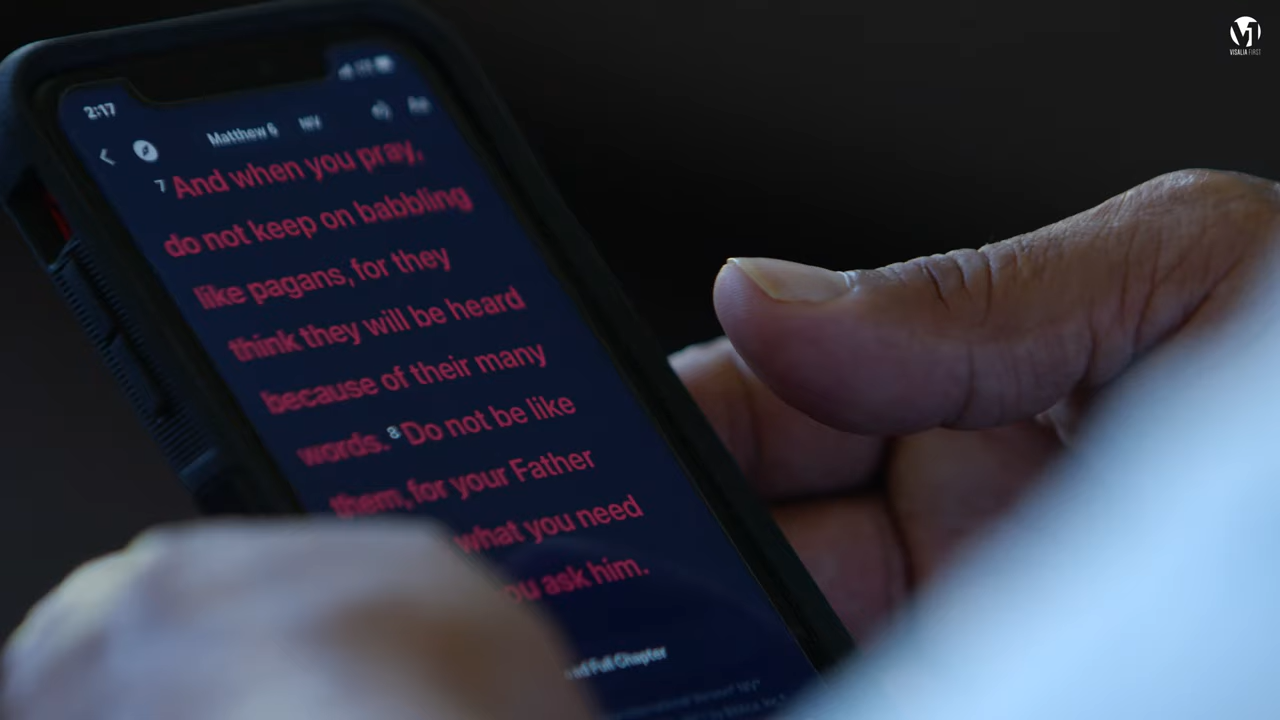 VISALIA FIRST
2:17
Matthew 6 NIV
Aa
7 And when you pray,
do not keep on babbling
like pagans, for they
think they will be heard
because of their many
words. 8 Do not be like
them, for your Father
what you need
you ask him.
Full Chapter